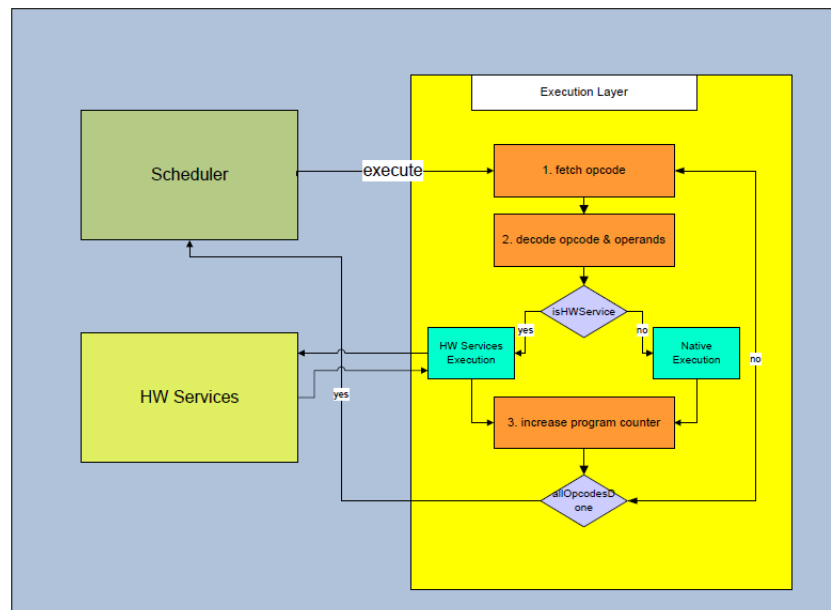 Execution Layer
Scheduler
execute
1. fetch opcode
2. decode opcode & operands
isHWService
yes
no
HW Services
Execution
Native
Execution
no
HW Services
yes
3. increase program counter
allOpcodesD
one